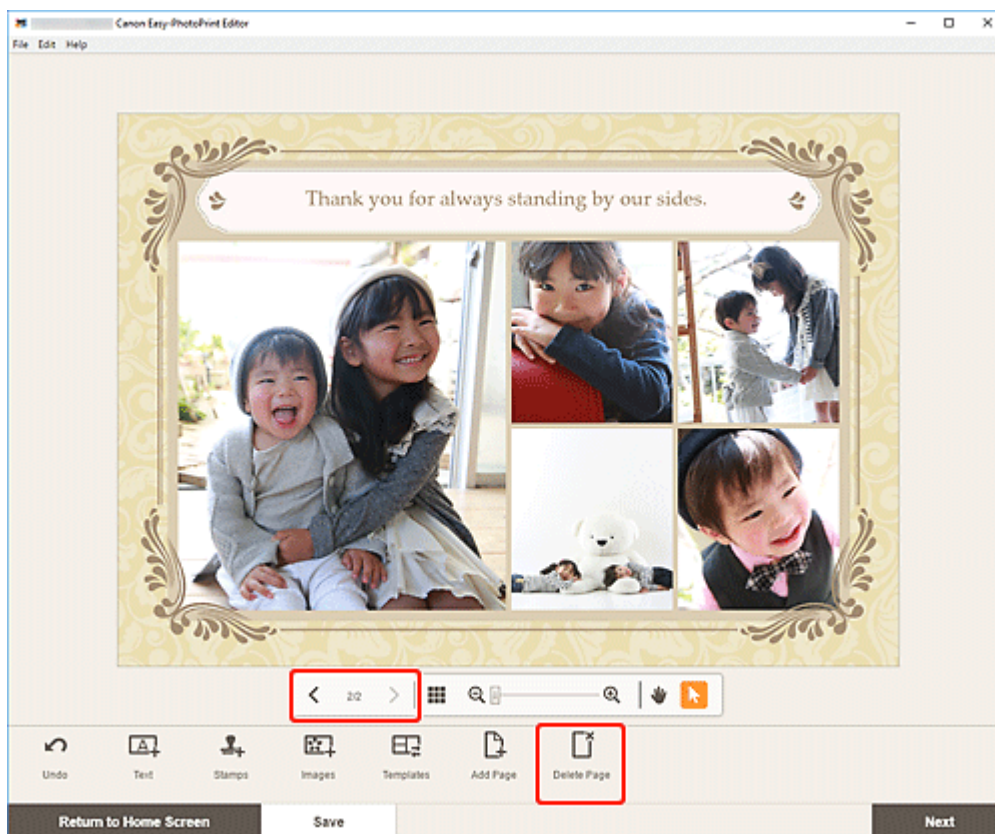 Canon Easy-PhotoPrint Editor
File Edit Help
Thank you for always standing by our sides.
2/2
Undo Text Stamps Images Templates Add Page Delete Page
Return to Home Screen Save Next